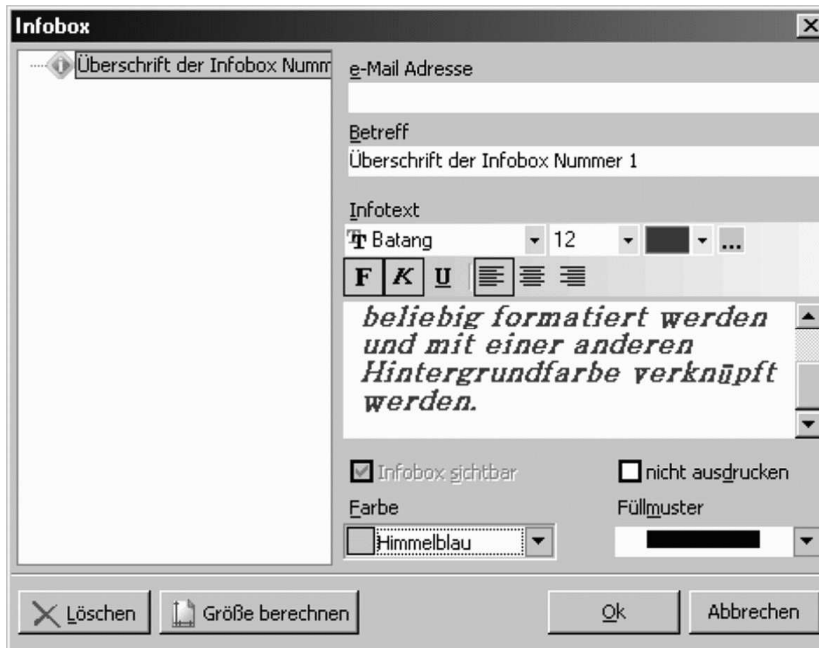 Infobox
Überschrift der Infobox Numm
e-Mail Adresse
Betreff
Überschrift der Infobox Nummer 1
Infotext
Batang 12 ...
F K U
beliebig formatiert werden
und mit einer anderen
Hintergrundfarbe verknüpft
werden.
Infobox sichtbar nicht ausdrucken
Farbe Füllmuster
Himmelblau
Löschen Größe berechnen Ok Abbrechen